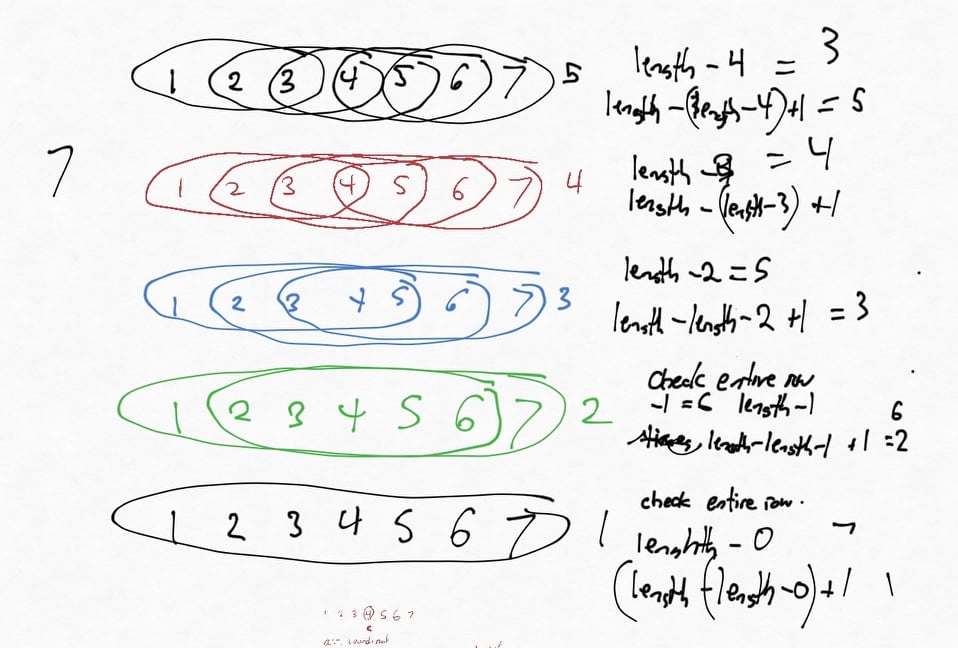 1 2 3 4 5 6 7 5
length - 4 = 3
length - (length - 4) + 1 = 5
7
1 2 3 4 5 6 7 4
length - 3 = 4
length - (length - 3) + 1
1 2 3 4 5 6 7 3
length - 2 = 5
length - length - 2 + 1 = 3
1 2 3 4 5 6 7 2
check entire row
-1 = 6 length - 1
6
length - length - 1 + 1 = 2
1 2 3 4 5 6 7 1
check entire row.
lenghth - 0 7
(length - (length - 0) + 1 1
1 2 3 4 5 6 7